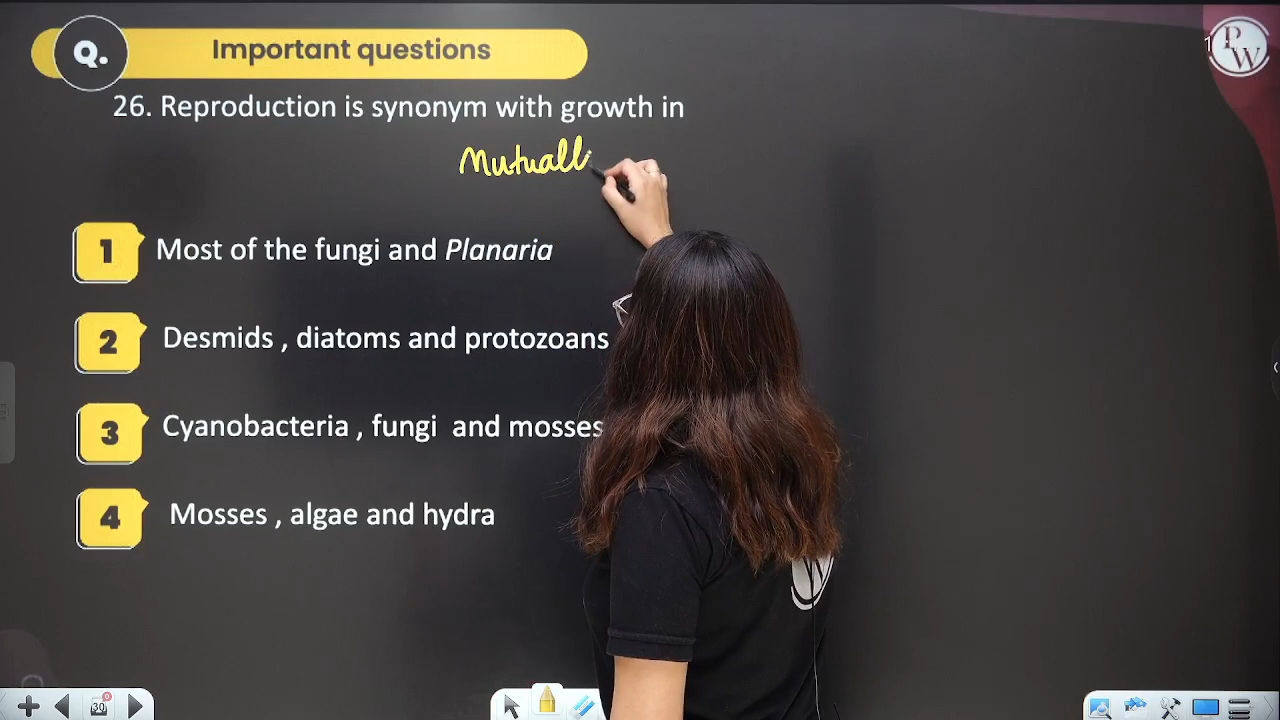 Q.
Important questions
PW
26. Reproduction is synonym with growth in
Mutuall
1 Most of the fungi and Planaria
2 Desmids , diatoms and protozoans
3 Cyanobacteria , fungi and mosses
4 Mosses , algae and hydra
30